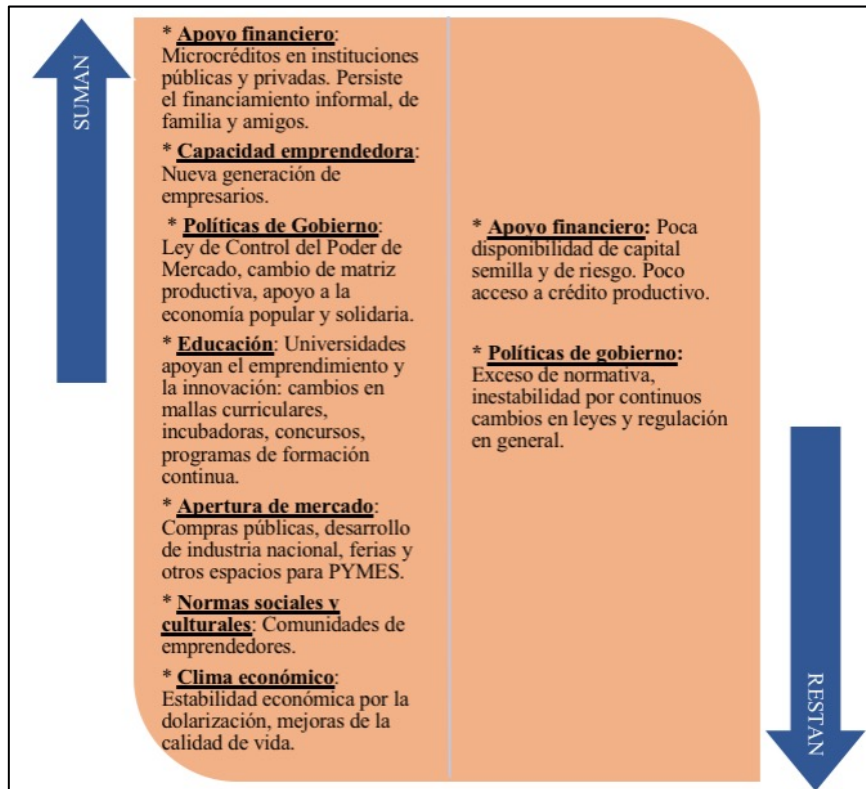 SUMAN
* Apoyo financiero:
Microcréditos en instituciones
públicas y privadas. Persiste
el financiamiento informal, de
familia y amigos.
* Capacidad emprendedora:
Nueva generación de
empresarios.
* Políticas de Gobierno:
Ley de Control del Poder de
Mercado, cambio de matriz
productiva, apoyo a la
economía popular y solidaria.
* Educación: Universidades
apoyan el emprendimiento y
la innovación: cambios en
mallas curriculares,
incubadoras, concursos,
programas de formación
continua.
* Apertura de mercado:
Compras públicas, desarrollo
de industria nacional, ferias y
otros espacios para PYMES.
* Normas sociales y
culturales: Comunidades de
emprendedores.
* Clima económico:
Estabilidad económica por la
dolarización, mejoras de la
calidad de vida.
* Apoyo financiero: Poca
disponibilidad de capital
semilla y de riesgo. Poco
acceso a crédito productivo.
* Políticas de gobierno:
Exceso de normativa,
inestabilidad por continuos
cambios en leyes y regulación
en general.
RESTAN